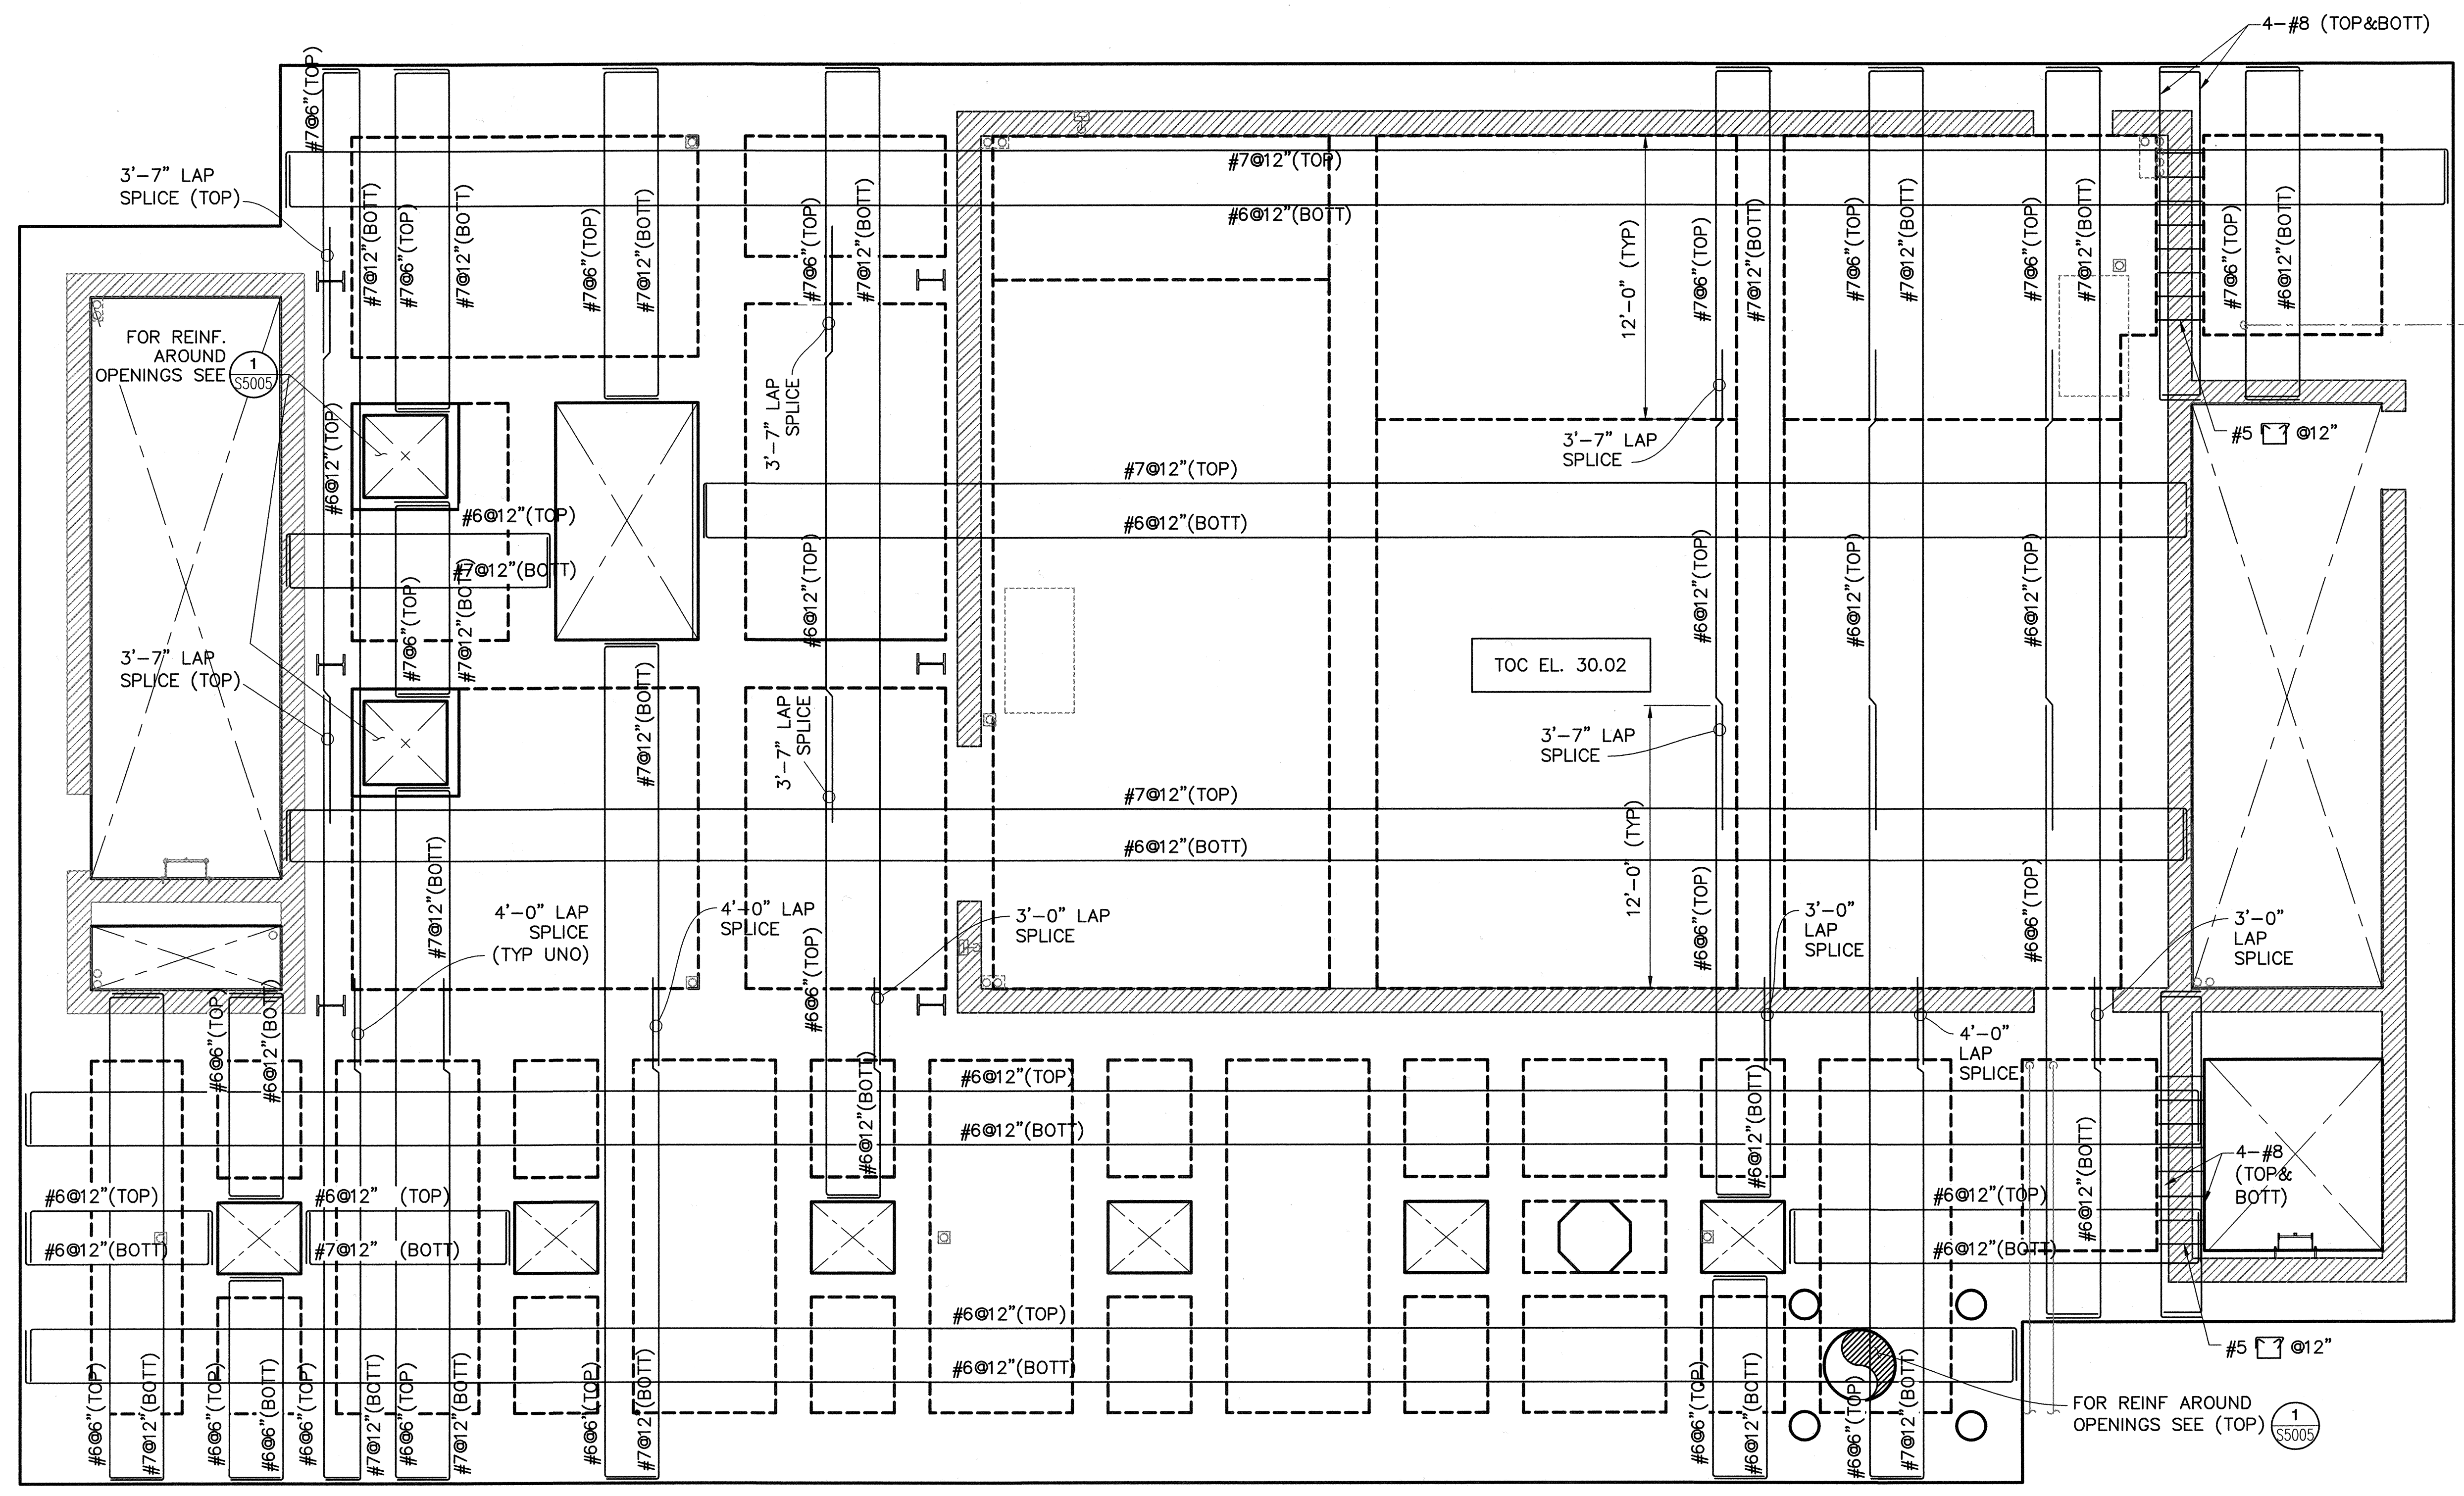 4-#8 (TOP&BOTT)
#7@6"(TOP)
#7@12"(TOP)
#6@12"(BOTT)
3'-7" LAP
SPLICE (TOP)
#7@12"(BOTT)
#7@6"(TOP)
#7@12"(BOTT)
#7@6"(TOP)
#7@12"(BOTT)
#7@6"(TOP)
#7@12"(BOTT)
12'-0" (TYP)
#7@6"(TOP)
#7@12"(BOTT)
#7@6"(TOP)
#7@12"(BOTT)
#7@6"(TOP)
#7@12"(BOTT)
#7@6"(TOP)
#6@12"(BOTT)
FOR REINF.
AROUND
OPENINGS SEE
1
S5005
3'-7" LAP
SPLICE
3'-7" LAP
SPLICE
#5 @12"
#6@12"(TOP)
#6@12"(TOP)
#7@12"(BOTT)
#7@12"(TOP)
#6@12"(BOTT)
#7@6"(TOP)
#7@12"(BOTT)
#6@12"(TOP)
#6@12"(TOP)
#6@12"(TOP)
#6@12"(TOP)
TOC EL. 30.02
3'-7" LAP
SPLICE (TOP)
#7@12"(BOTT)
3'-7" LAP
SPLICE
3'-7" LAP
SPLICE
12'-0" (TYP)
#7@12"(TOP)
#6@12"(BOTT)
#7@12"(BOTT)
4'-0" LAP
SPLICE
(TYP UNO)
4'-0" LAP
SPLICE
3'-0" LAP
SPLICE
#6@6"(TOP)
#6@6"(TOP)
3'-0"
LAP
SPLICE
#6@6"(TOP)
3'-0"
LAP
SPLICE
4'-0"
LAP
SPLICE
#6@6"(TOP)
#6@12"(BOTT)
#6@12"(TOP)
#6@12"(BOTT)
#6@12"(BOTT)
#6@12"(BOTT)
#6@12"(BOTT)
4-#8
(TOP&
BOTT)
#6@12"(TOP)
#6@12"(BOTT)
#6@12" (TOP)
#7@12" (BOTT)
#6@12"(TOP)
#6@12"(BOTT)
#6@12"(TOP)
#6@12"(BOTT)
#5 @12"
#6@6"(TOP)
#7@12"(BOTT)
#6@6"(TOP)
#6@6"(BOTT)
#6@6"(TOP)
#7@12"(BOTT)
#6@6"(TOP)
#7@12"(BOTT)
#6@6"(TOP)
#7@12"(BOTT)
#6@6"(TOP)
#6@12"(BOTT)
#6@6"(TOP)
#7@12"(BOTT)
FOR REINF AROUND
OPENINGS SEE (TOP)
1
S5005